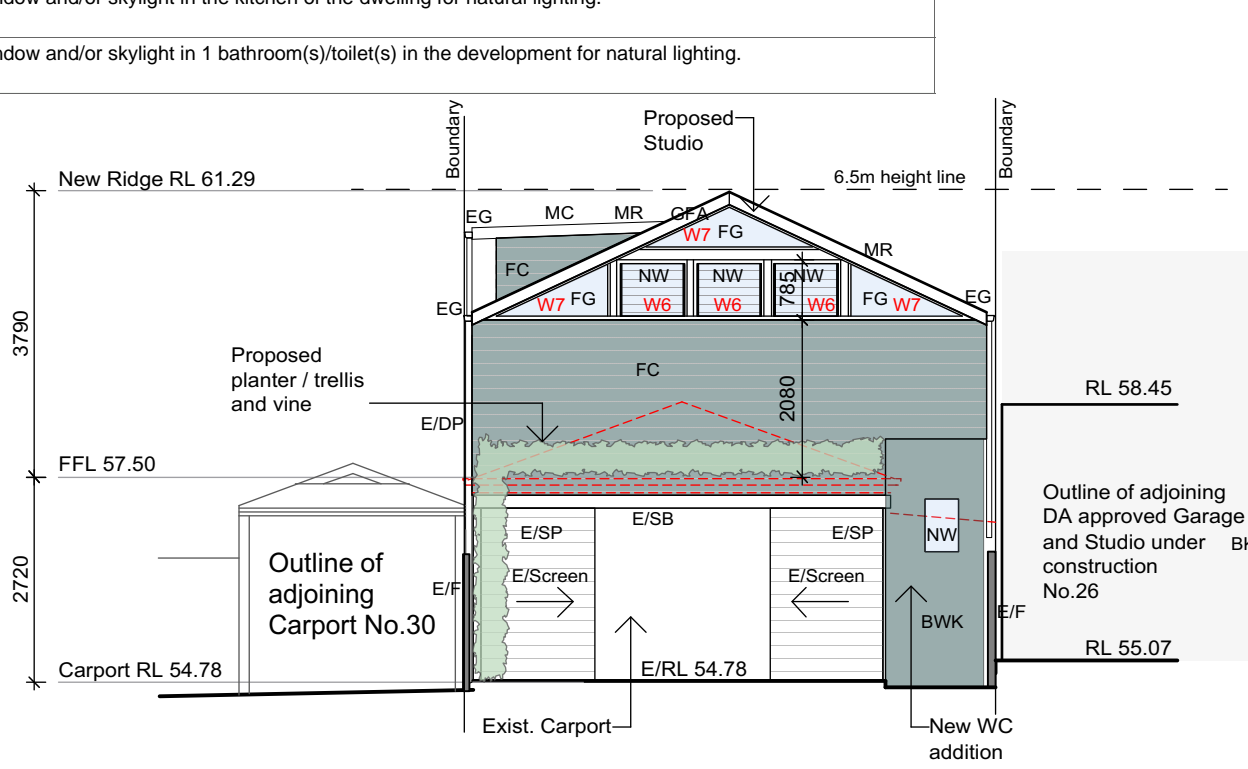 ndow and/or skylight in the kitchen of the dwelling for natural lighting.
ndow and/or skylight in 1 bathroom(s)/toilet(s) in the development for natural lighting.
Boundary
Proposed
Studio
Boundary
New Ridge RL 61.29
6.5m height line
EG
MC
MR
GFA
W7
FG
MR
FC
NW
NW
NW
785
EG
W7
FG
W6
W6
W6
FG
W7
EG
3790
Proposed
planter / trellis
and vine
FC
2080
RL 58.45
E/DP
FFL 57.50
Outline of adjoining
DA approved Garage
and Studio under
construction
No.26
E/SP
E/SB
E/SP
NW
2720
Outline of
adjoining
Carport No.30
E/F
E/Screen
E/Screen
BWK
E/F
Carport RL 54.78
E/RL 54.78
RL 55.07
Exist. Carport
New WC
addition